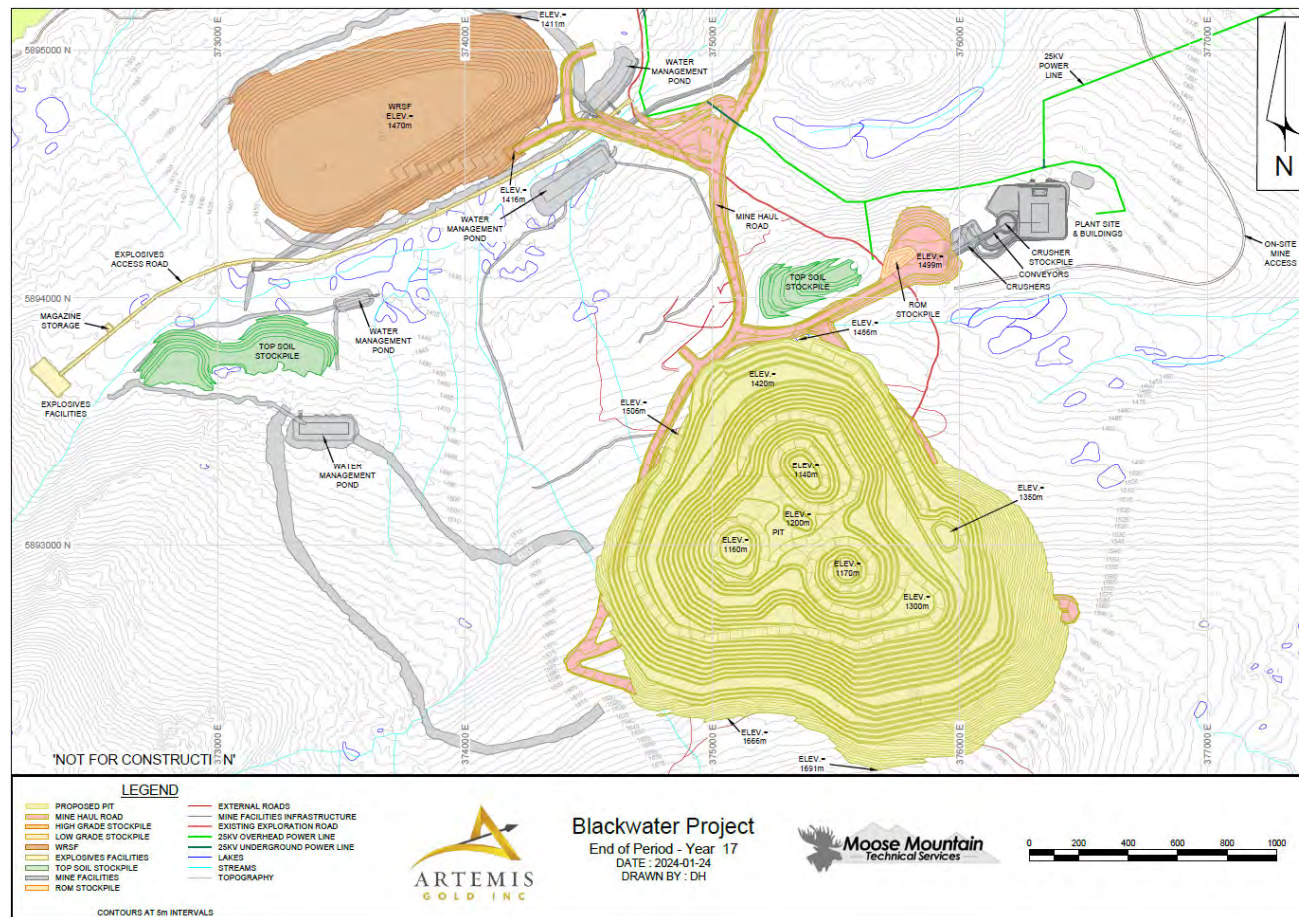 5895000 N
373000 E
ELEV.=
1411m
374000 E
WATER
MANAGEMENT
POND
375000 E
376000 E
25KV
POWER
LINE
377000 E
N
WRSF
ELEV.=
1470m
ELEV.=
1416m
WATER
MANAGEMENT
POND
MINE HAUL
ROAD
PLANT SITE
& BUILDINGS
CRUSHER
STOCKPILE
CONVEYORS
CRUSHERS
ON-SITE
MINE
ACCESS
EXPLOSIVES
ACCESS ROAD
ELEV.=
1499m
TOP SOIL
STOCKPILE
ROM
STOCKPILE
5894000 N
MAGAZINE
STORAGE
WATER
MANAGEMENT
POND
TOP SOIL
STOCKPILE
ELEV.=
1486m
EXPLOSIVES
FACILITIES
ELEV.=
1420m
ELEV.=
1506m
WATER
MANAGEMENT
POND
ELEV.=
1140m
ELEV.=
1350m
ELEV.=
1200m
PIT
5893000 N
ELEV.=
1160m
ELEV.=
1170m
ELEV.=
1300m
373000 E
374000 E
375000 E
376000 E
377000 E
ELEV.=
1666m
ELEV.=
1691m
'NOT FOR CONSTRUCTI N'
LEGEND
PROPOSED PIT
MINE HAUL ROAD
HIGH GRADE STOCKPILE
LOW GRADE STOCKPILE
WRSF
EXPLOSIVES FACILITIES
TOP SOIL STOCKPILE
MINE FACILITIES
ROM STOCKPILE
EXTERNAL ROADS
MINE FACILITIES INFRASTRUCTURE
EXISTING EXPLORATION ROAD
25KV OVERHEAD POWER LINE
25KV UNDERGROUND POWER LINE
LAKES
STREAMS
TOPOGRAPHY
CONTOURS AT 5m INTERVALS
ARTEMIS
GOLD INC
Blackwater Project
End of Period - Year 17
DATE : 2024-01-24
DRAWN BY : DH
Moose Mountain
Technical Services
0 200 400 600 800 1000